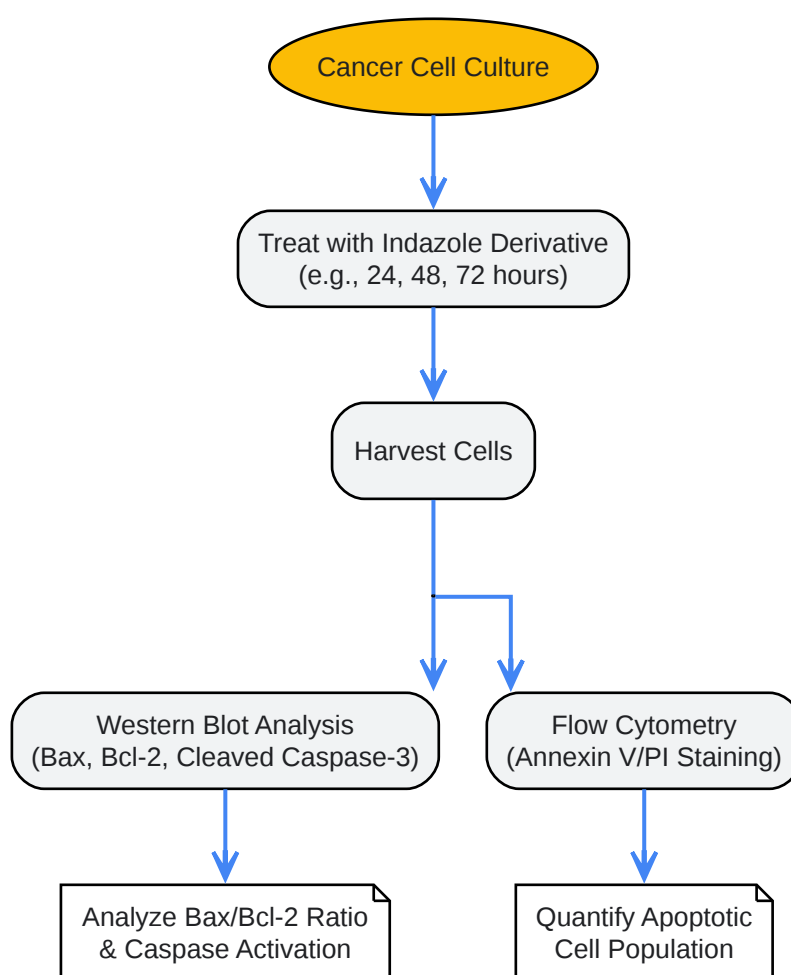 Cancer Cell Culture
Treat with Indazole Derivative
(e.g., 24, 48, 72 hours)
Harvest Cells
Western Blot Analysis
(Bax, Bcl-2, Cleaved Caspase-3)
Flow Cytometry
(Annexin V/PI Staining)
Analyze Bax/Bcl-2 Ratio
& Caspase Activation
Quantify Apoptotic
Cell Population